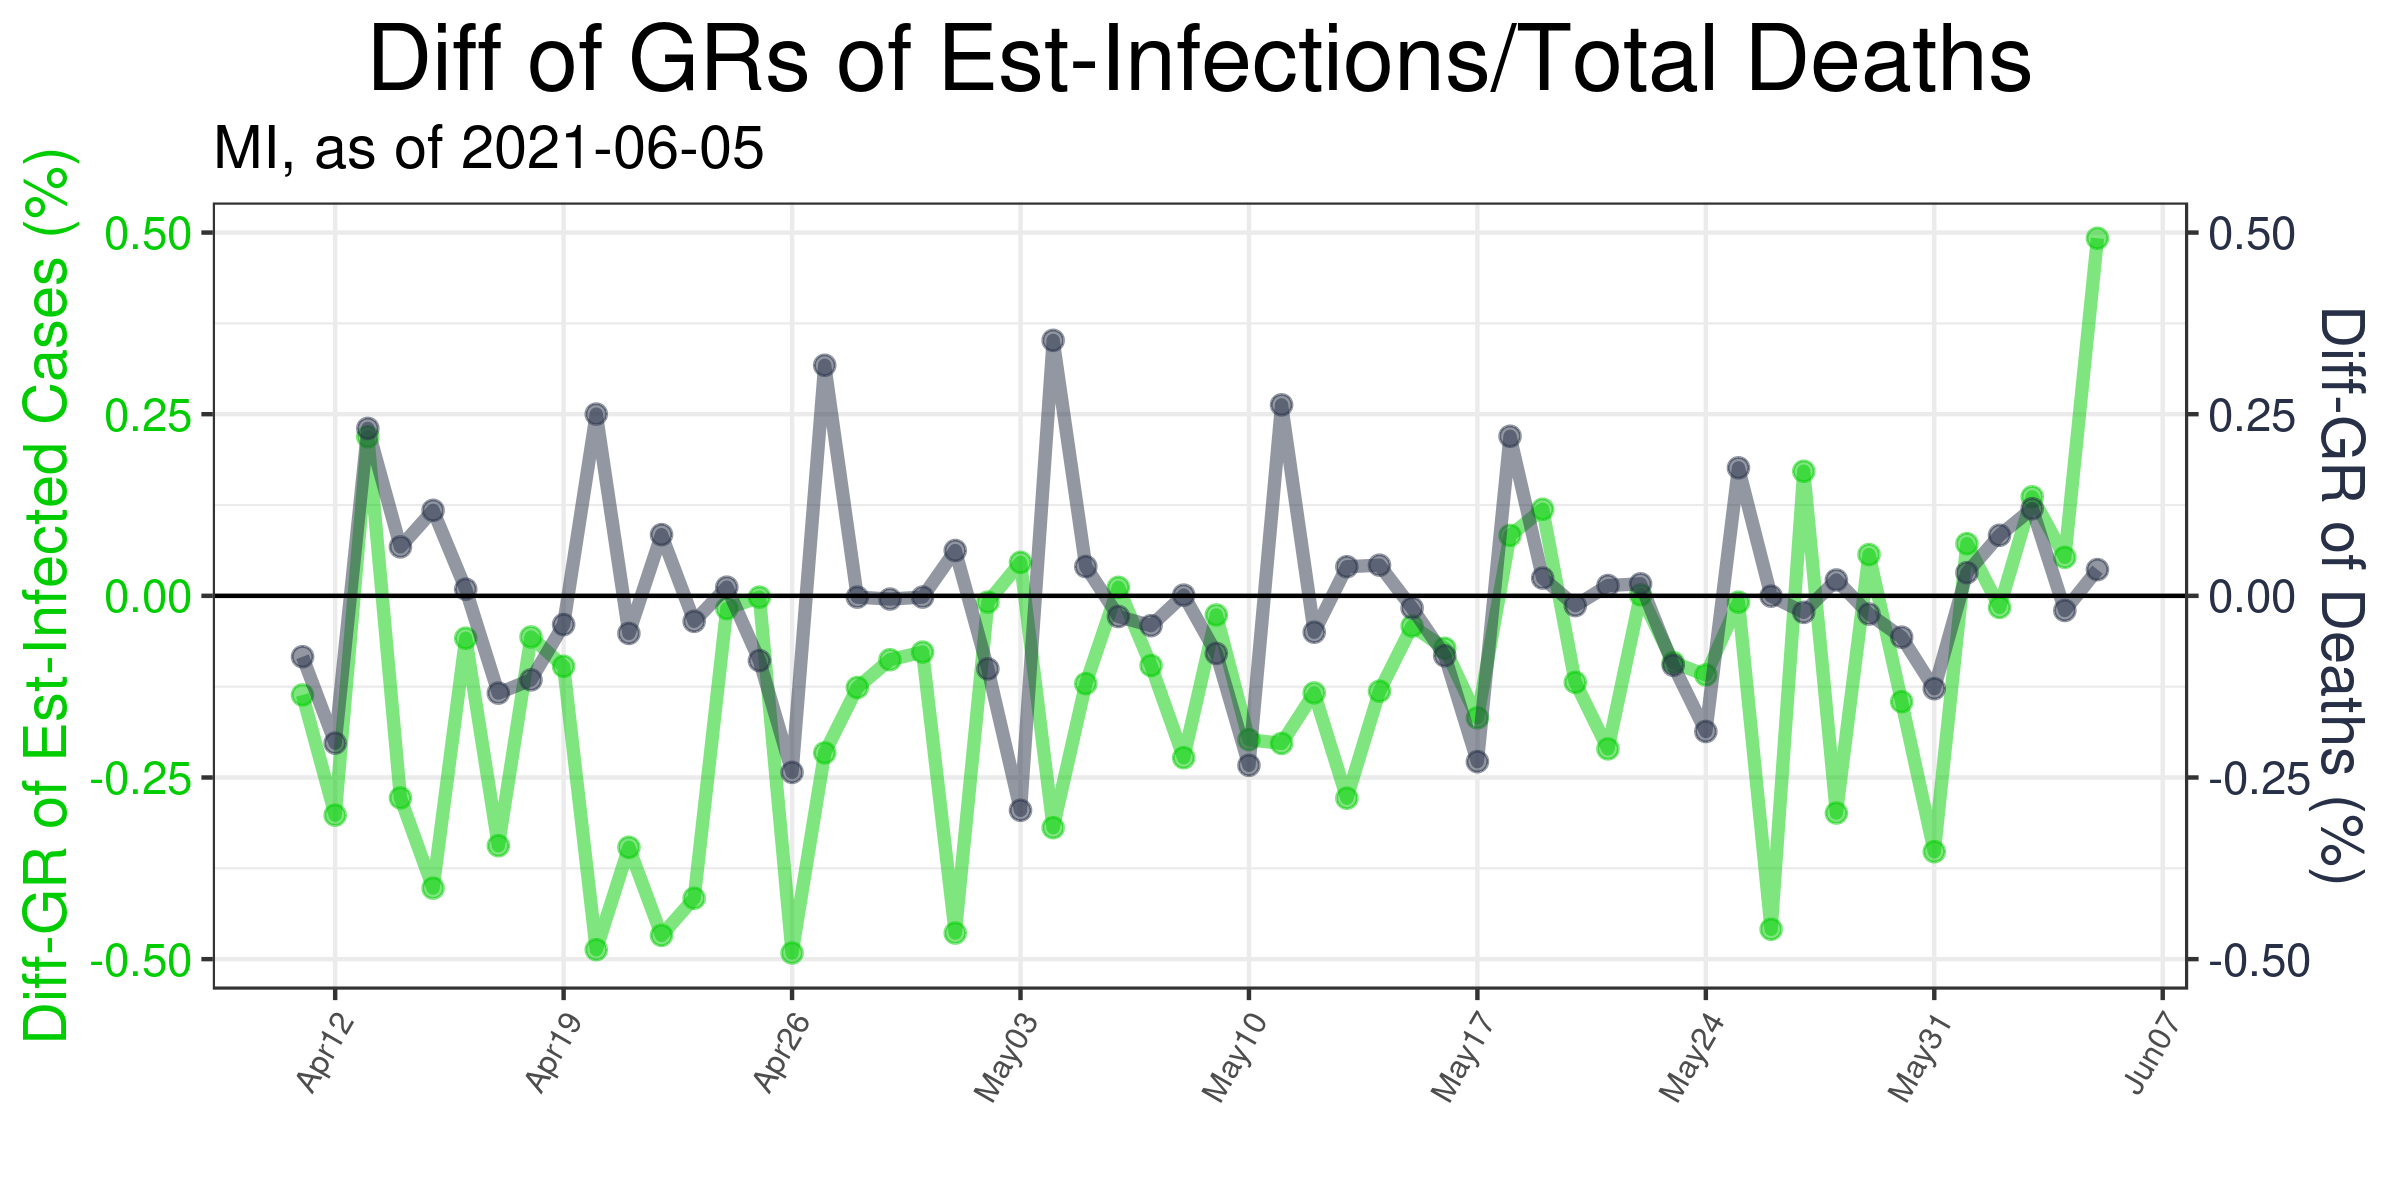 Diff of GRs of Est-Infections/Total Deaths
MI, as of 2021-06-05
Diff-GR of Est-Infected Cases (%)
0.50
0.25
0.00
-0.25
-0.50
0.50
0.25
0.00
-0.25
-0.50
Diff-GR of Deaths (%)
Apr12
Apr19
Apr26
May03
May10
May17
May24
May31
Jun07